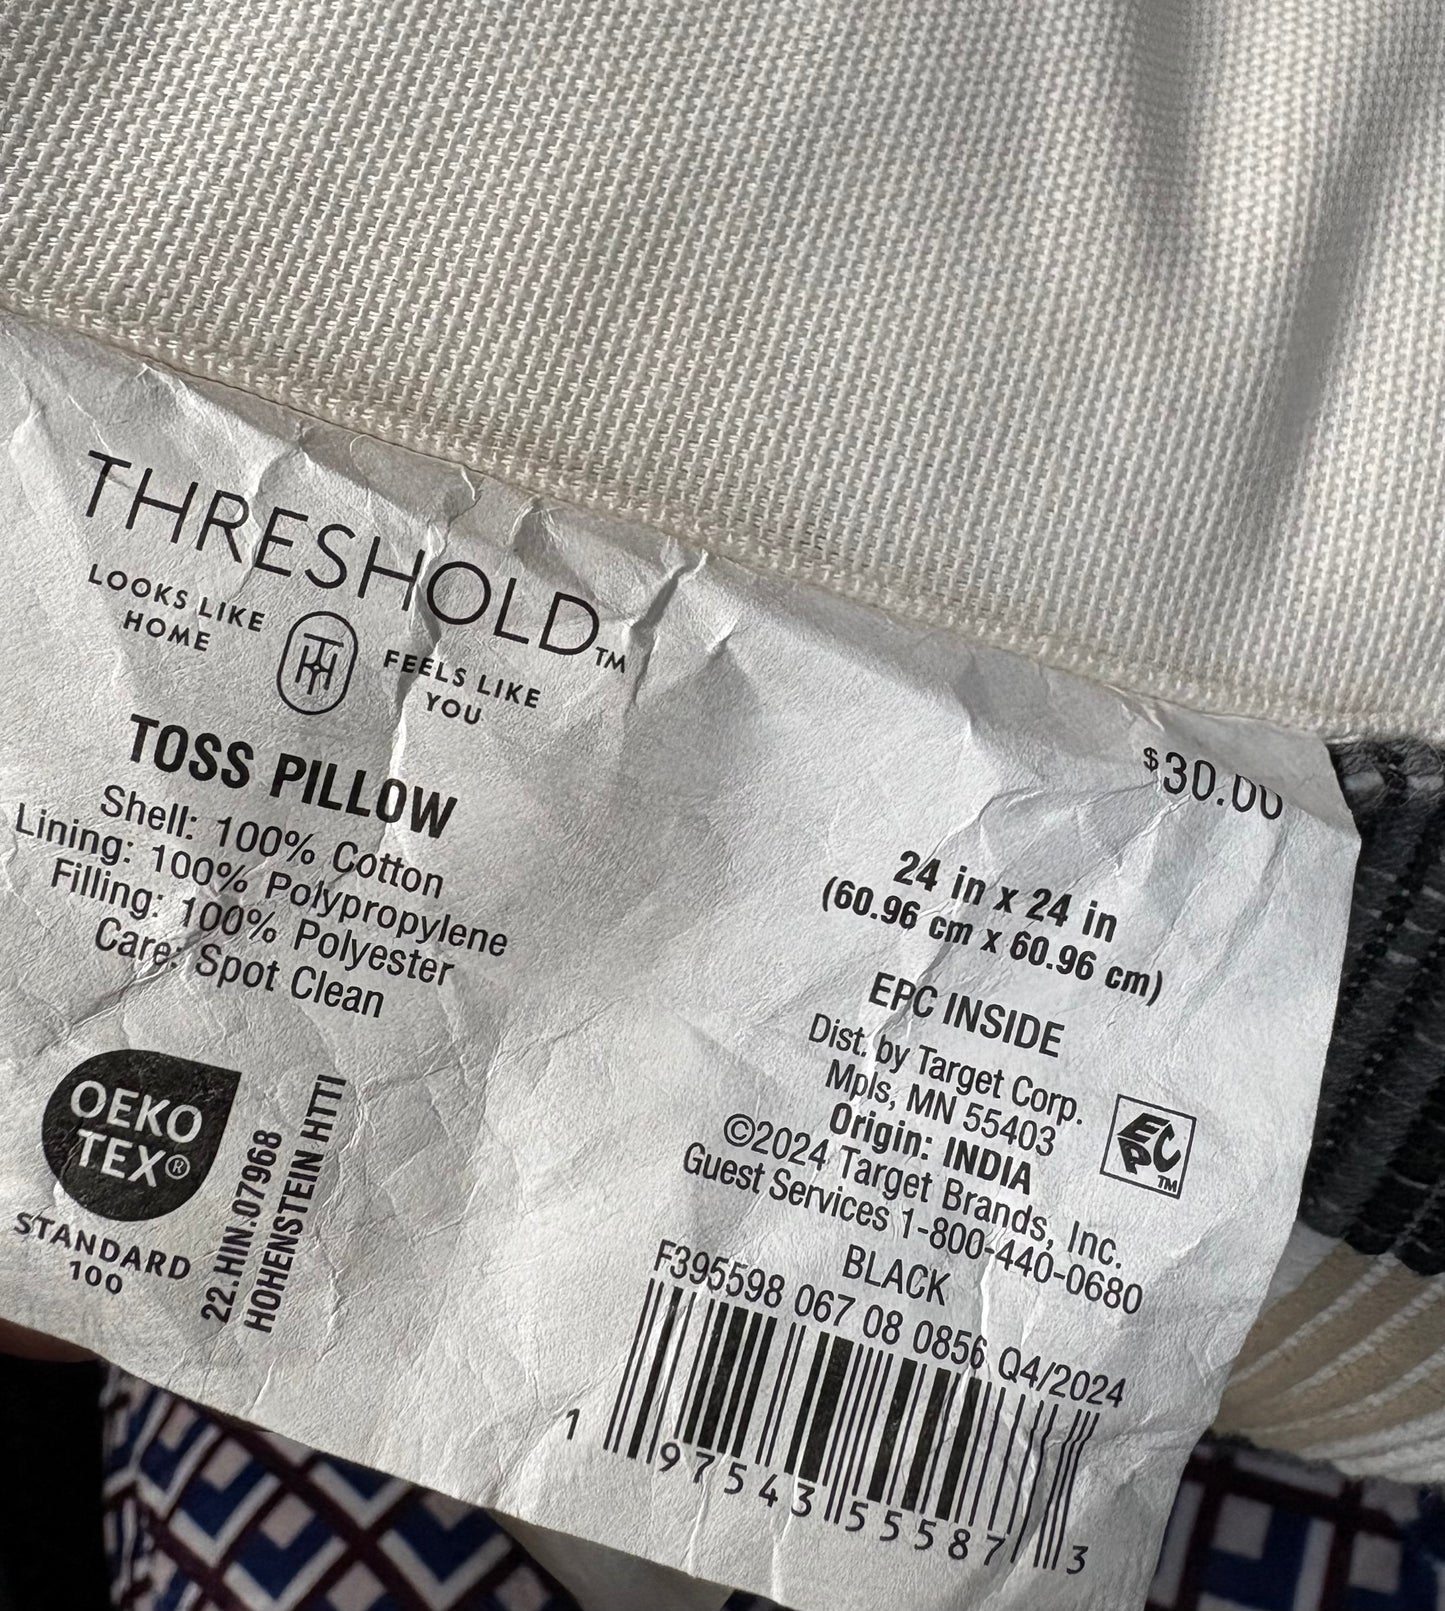 THRESHOLD™
LOOKS LIKE
HOME
TH
FEELS LIKE
YOU
TOSS PILLOW
Shell: 100% Cotton
Lining: 100% Polypropylene
Filling: 100% Polyester
Care: Spot Clean
OEKO
TEX®
STANDARD
100
22.HIN.07968
HOHENSTEIN HTTI
$30.00
24 in x 24 in
(60.96 cm x 60.96 cm)
EPC INSIDE
Dist. by Target Corp.
Mpls, MN 55403
Origin: INDIA
©2024 Target Brands, Inc.
Guest Services 1-800-440-0680
EPC™
BLACK
F395598 067 08 0856 Q4/2024
1 97543 55587 3